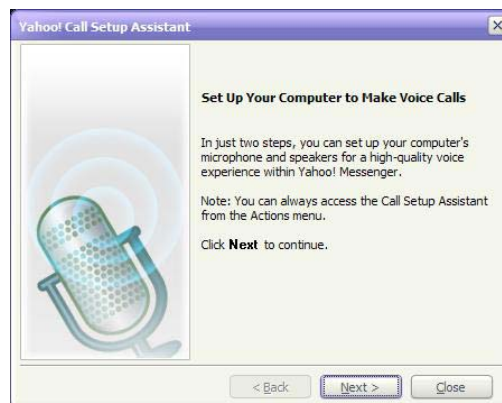 Yahoo! Call Setup Assistant
Set Up Your Computer to Make Voice Calls
In just two steps, you can set up your computer's
microphone and speakers for a high-quality voice
experience within Yahoo! Messenger.
Note: You can always access the Call Setup Assistant
from the Actions menu.
Click Next to continue.
< Back Next > Close